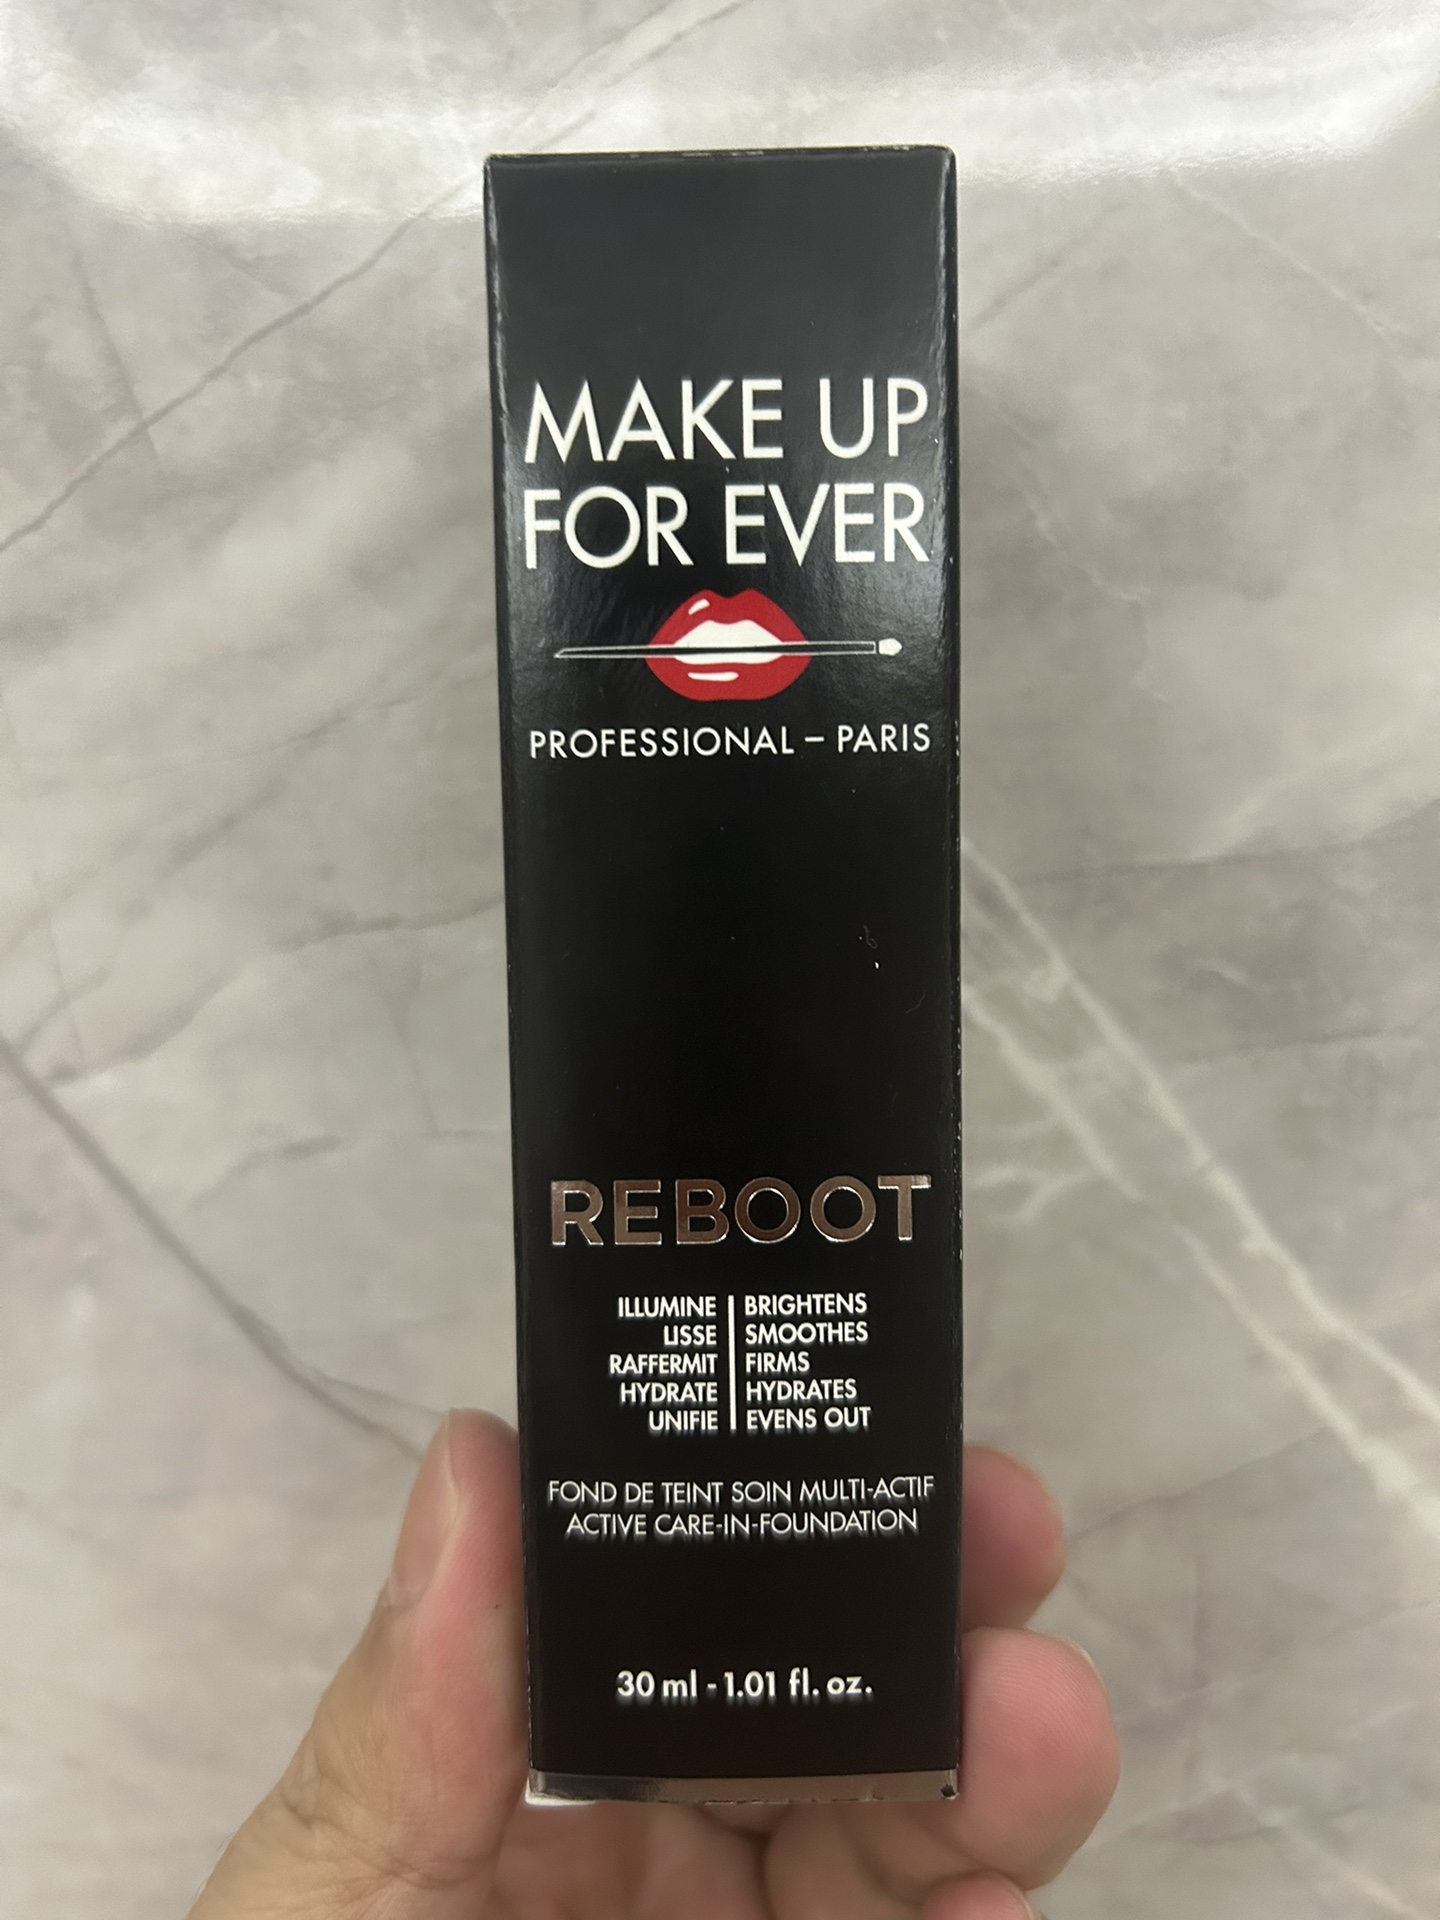 MAKE UP
FOR EVER
PROFESSIONAL – PARIS
REBOOT
ILLUMINE | BRIGHTENS
LISSE | SMOOTHES
RAFFERMIT | FIRMS
HYDRATE | HYDRATES
UNIFIE | EVENS OUT
FOND DE TEINT SOIN MULTI-ACTIF
ACTIVE CARE-IN-FOUNDATION
30 ml - 1.01 fl. oz.